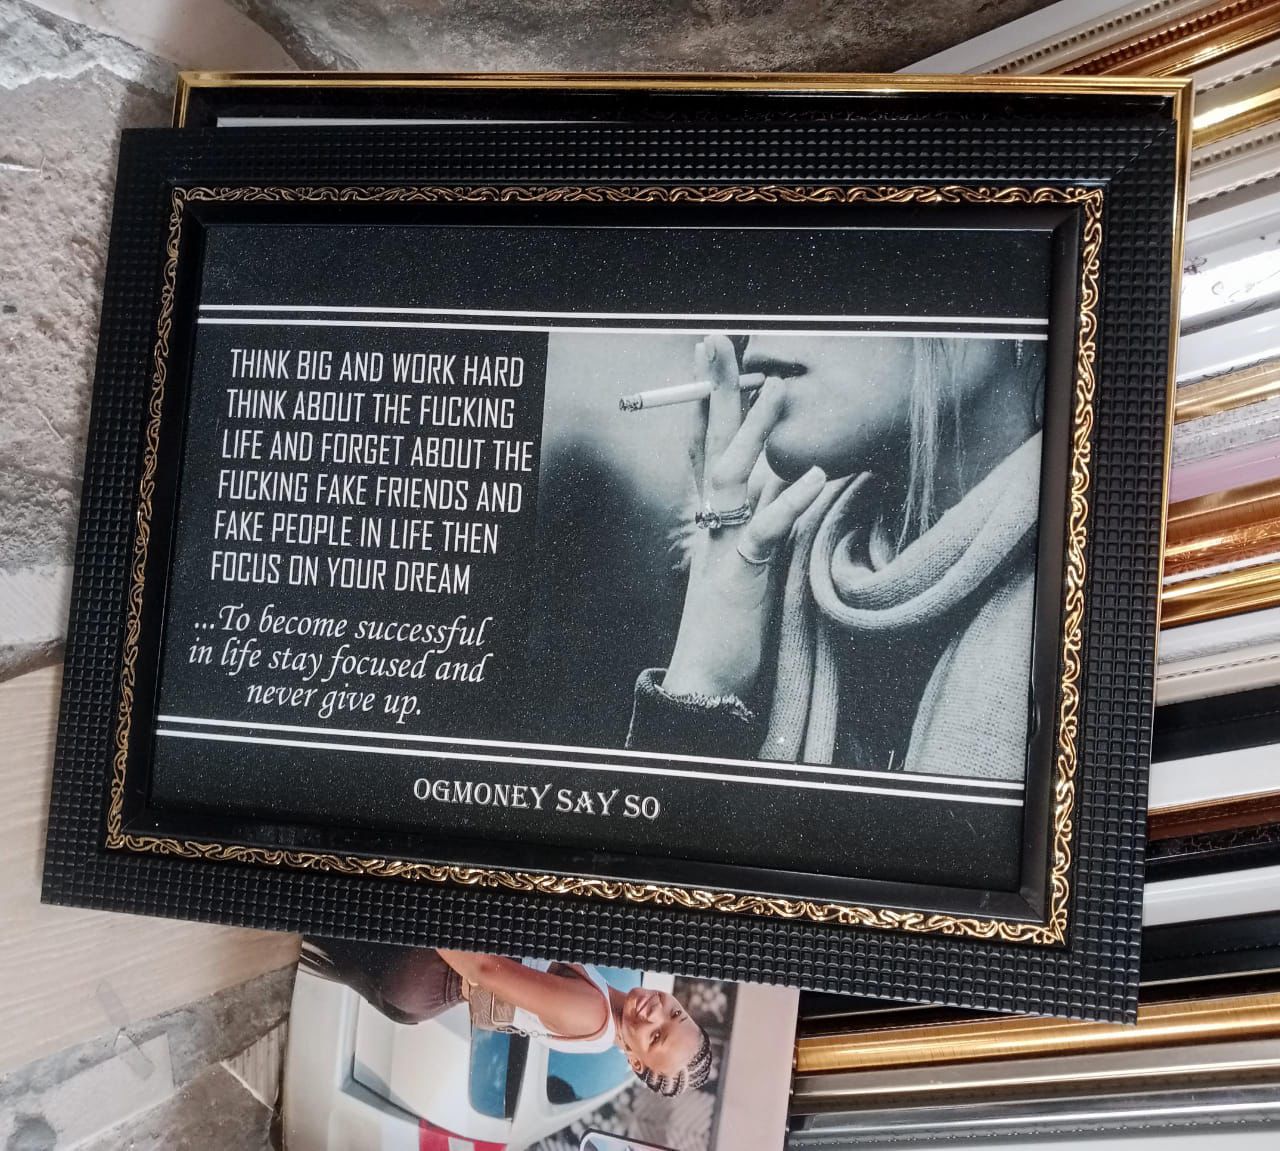 THINK BIG AND WORK HARD
THINK ABOUT THE FUCKING
LIFE AND FORGET ABOUT THE
FUCKING FAKE FRIENDS AND
FAKE PEOPLE IN LIFE THEN
FOCUS ON YOUR DREAM
...To become successful
in life stay focused and
never give up.
OGMONEY SAY SO